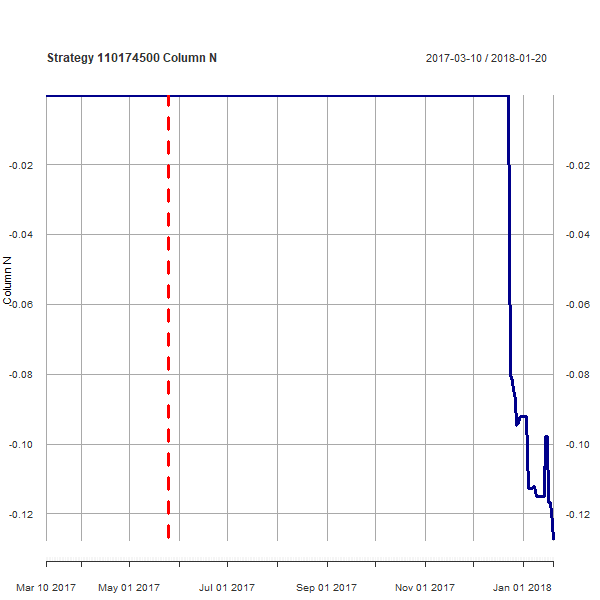 Strategy 110174500 Column N
2017-03-10 / 2018-01-20
-0.02 -0.02
-0.04 -0.04
Column N
-0.06 -0.06
-0.08 -0.08
-0.10 -0.10
-0.12 -0.12
Mar 10 2017 May 01 2017 Jul 01 2017 Sep 01 2017 Nov 01 2017 Jan 01 2018